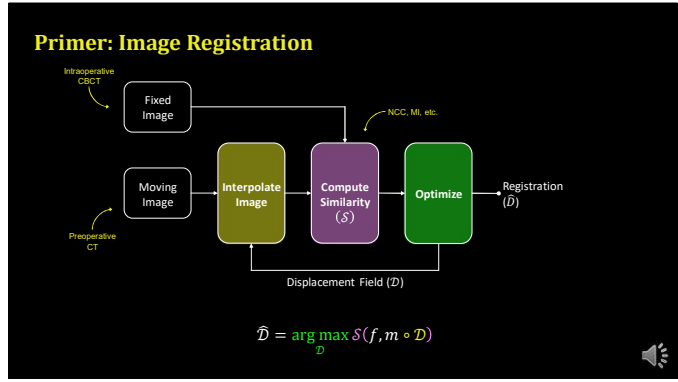 Primer: Image Registration
Intraoperative
CBCT
Fixed
Image
NCC, MI, etc.
Moving
Image
Interpolate
Image
Compute
Similarity
(𝒮)
Optimize
Registration
(D̂)
Preoperative
CT
Displacement Field (𝒟)
𝒟̂ = arg max 𝒮(f, m ∘ 𝒟)
𝒟